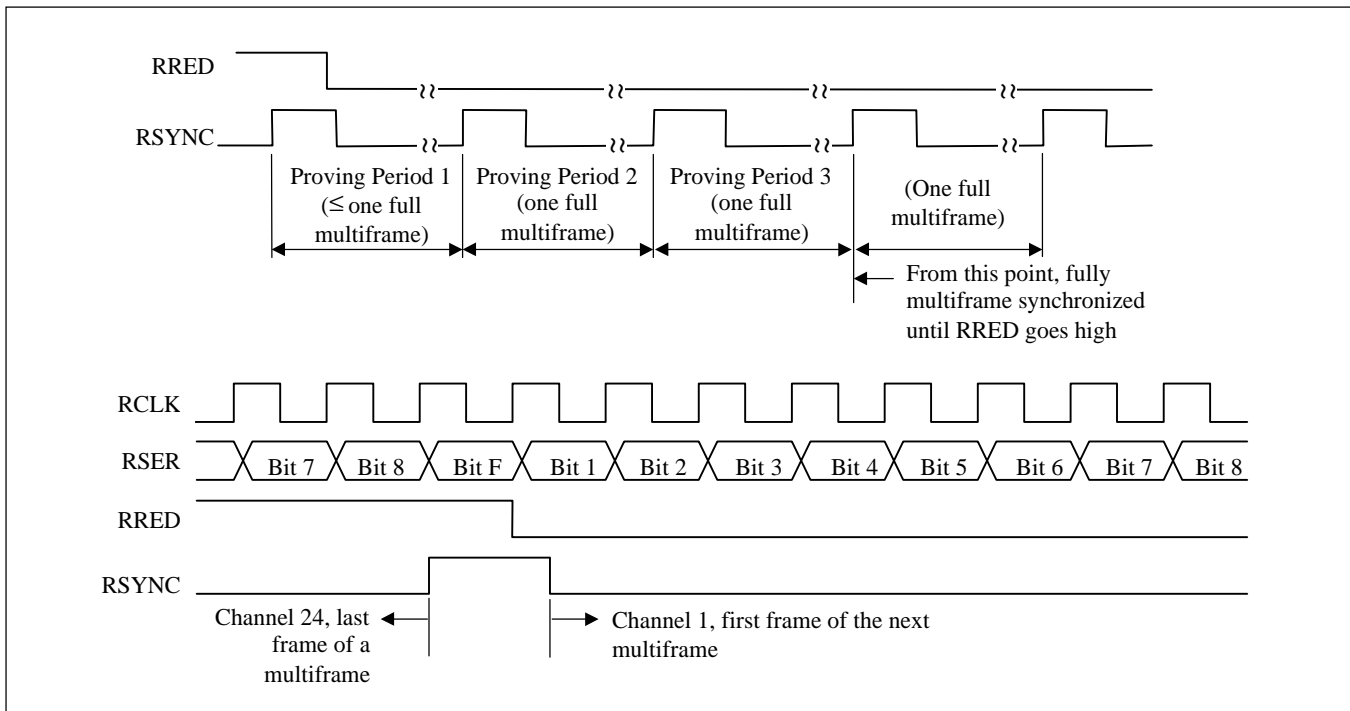 RRED
RSYNC
Proving Period 1
(≤ one full
multiframe)
Proving Period 2
(one full
multiframe)
Proving Period 3
(one full
multiframe)
(One full
multiframe)
From this point, fully
multiframe synchronized
until RRED goes high
RCLK
RSER
Bit 7 Bit 8 Bit F Bit 1 Bit 2 Bit 3 Bit 4 Bit 5 Bit 6 Bit 7 Bit 8
RRED
RSYNC
Channel 24, last
frame of a
multiframe
Channel 1, first frame of the next
multiframe